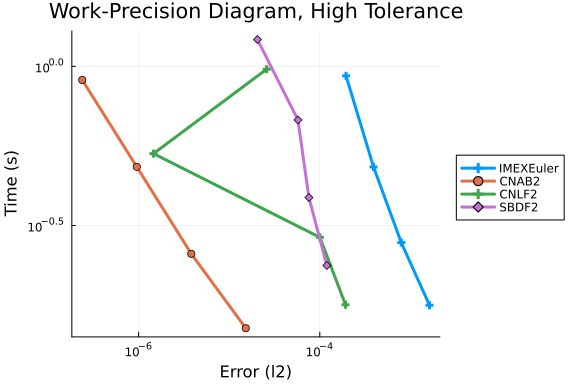 Work-Precision Diagram, High Tolerance
Time (s)
10^0.0
10^-0.5
10^-6
10^-4
Error (l2)
IMEXEuler
CNAB2
CNLF2
SBDF2